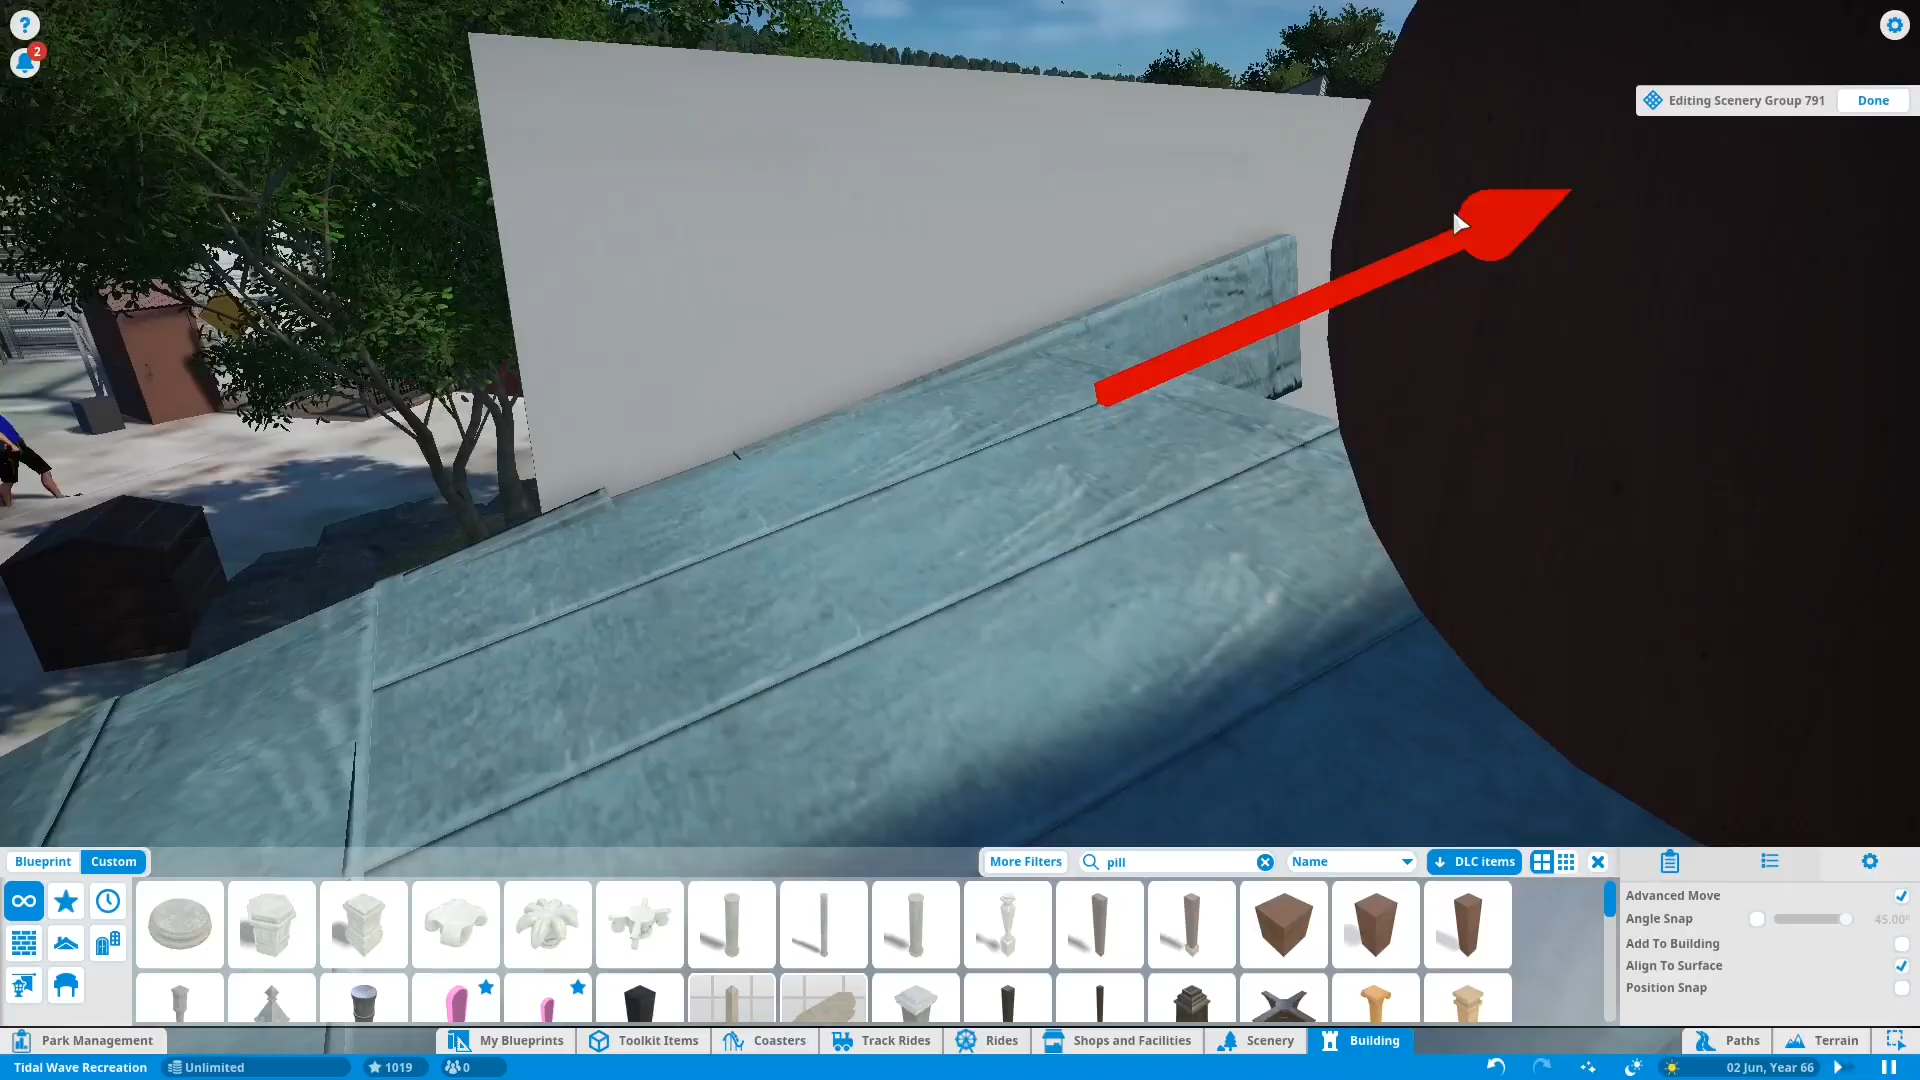 ?
2
Editing Scenery Group 791
Done
Blueprint
Custom
More Filters
pill
Name
DLC items
Advanced Move
Angle Snap
45.00°
Add To Building
Align To Surface
Position Snap
Park Management
My Blueprints
Toolkit Items
Coasters
Track Rides
Rides
Shops and Facilities
Scenery
Building
Paths
Terrain
Tidal Wave Recreation
Unlimited
1019
0
02 Jun, Year 66